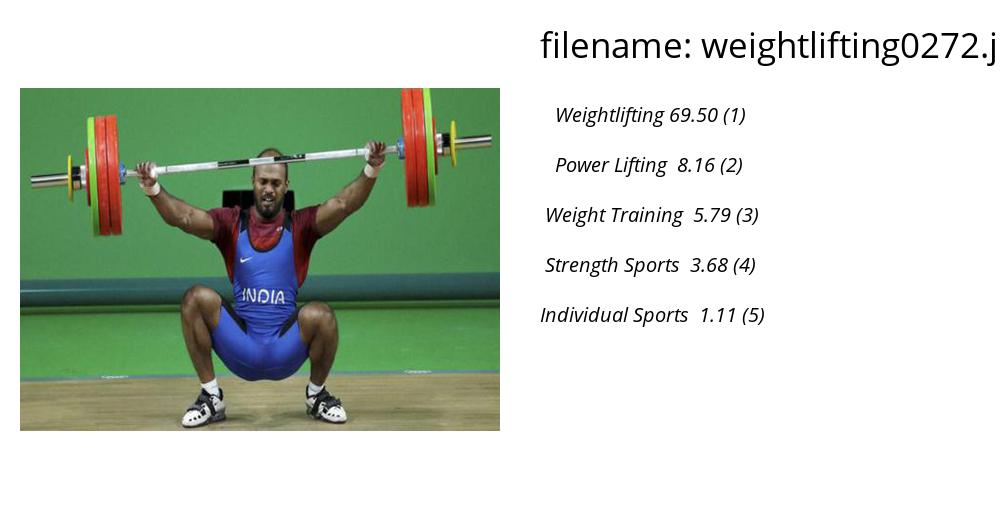 filename: weightlifting0272.j
Weightlifting 69.50 (1)
Power Lifting 8.16 (2)
Weight Training 5.79 (3)
Strength Sports 3.68 (4)
Individual Sports 1.11 (5)
INDIA